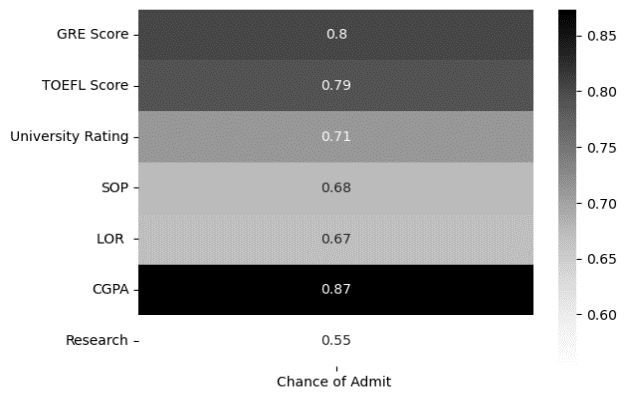 GRE Score 0.8
TOEFL Score 0.79
University Rating 0.71
SOP 0.68
LOR 0.67
CGPA 0.87
Research 0.55
Chance of Admit
0.85
0.80
0.75
0.70
0.65
0.60